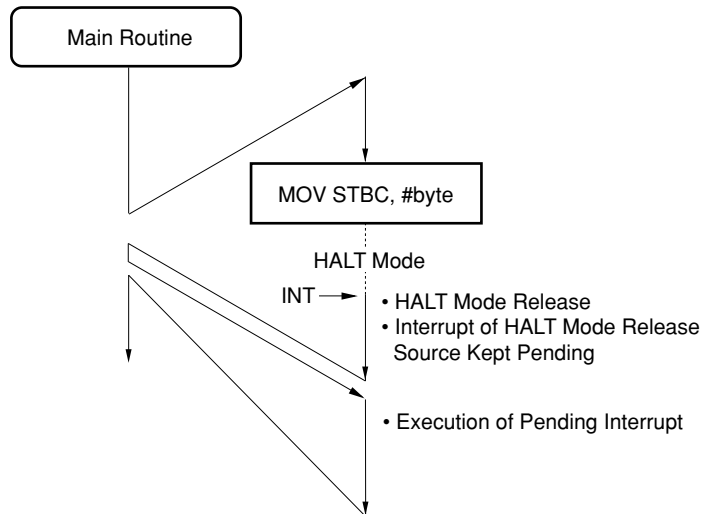 Main Routine
MOV STBC, #byte
HALT Mode
INT
• HALT Mode Release
• Interrupt of HALT Mode Release
Source Kept Pending
• Execution of Pending Interrupt